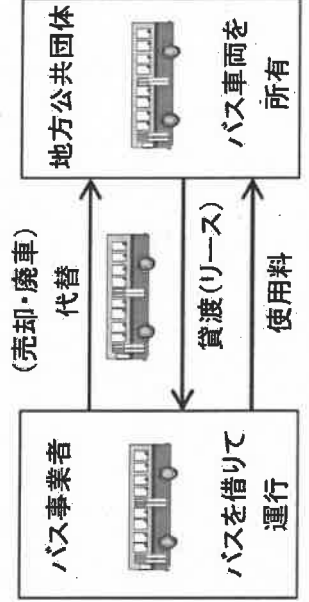 バス事業者
バスを借りて
運行
(売却・廃車)
代替
貸渡(リース)
使用料
地方公共団体
バス車両を
所有